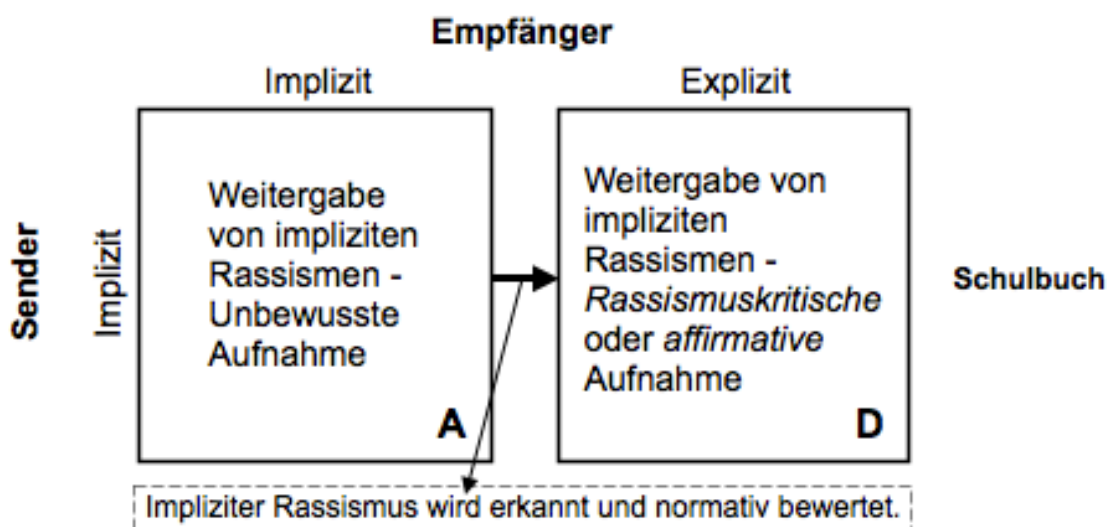 Empfänger
Implizit
Explizit
Sender
Implizit
Weitergabe
von impliziten
Rassismen -
Unbewusste
Aufnahme
A
Weitergabe von
impliziten
Rassismen -
Rassismuskritische
oder affirmative
Aufnahme
D
Schulbuch
Impliziter Rassismus wird erkannt und normativ bewertet.